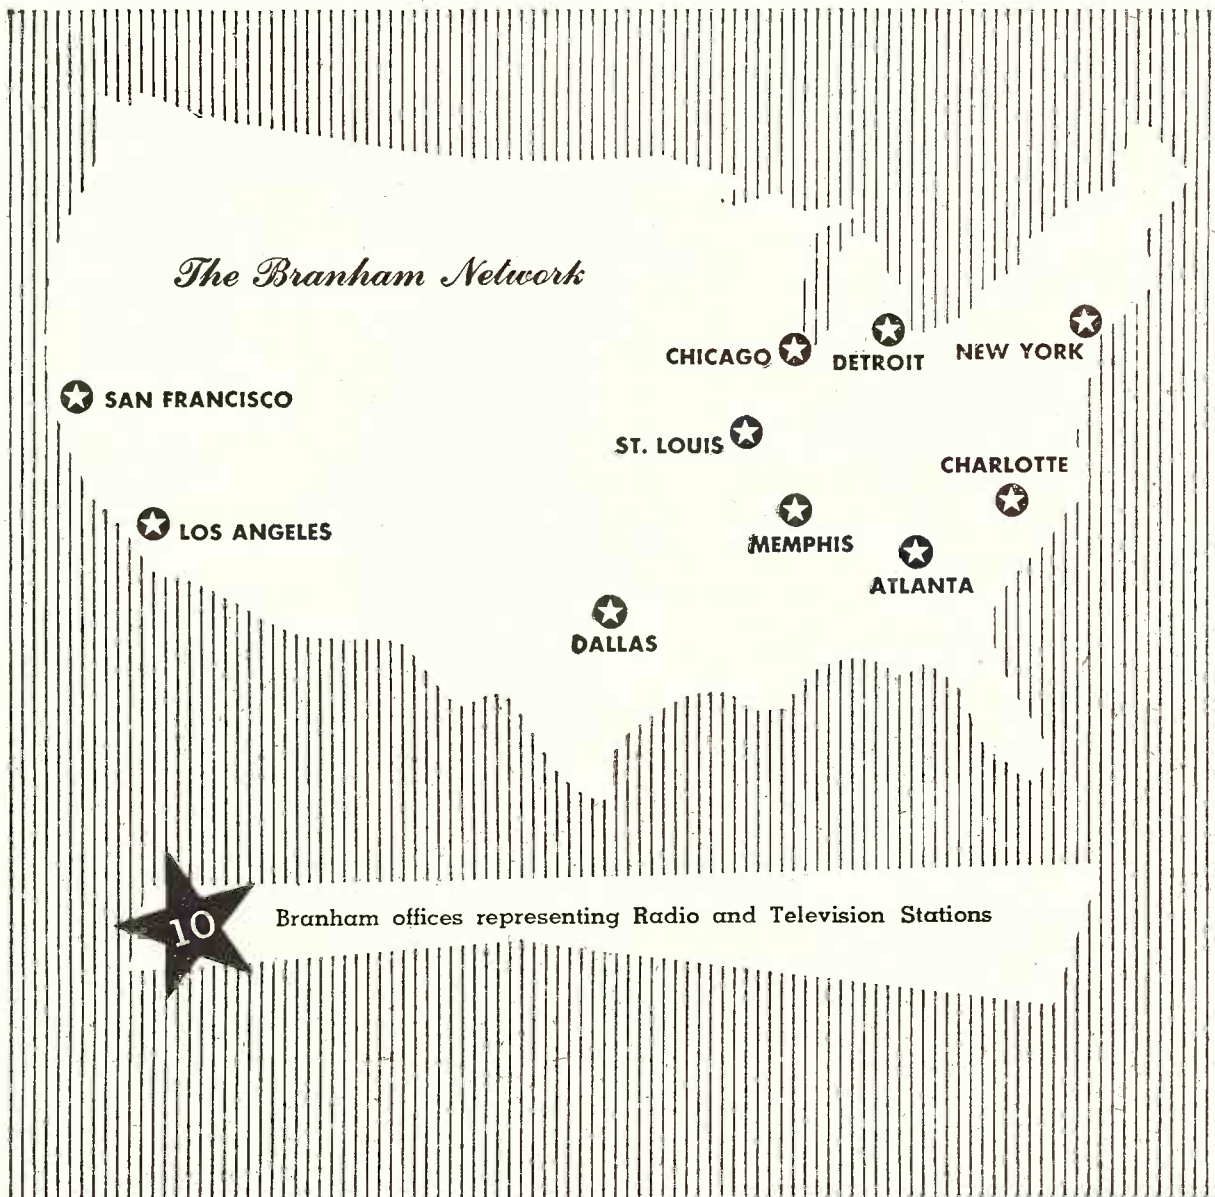 The Branham Network
CHICAGO
DETROIT
NEW YORK
SAN FRANCISCO
ST. LOUIS
CHARLOTTE
LOS ANGELES
MEMPHIS
ATLANTA
DALLAS
10
Branham offices representing Radio and Television Stations